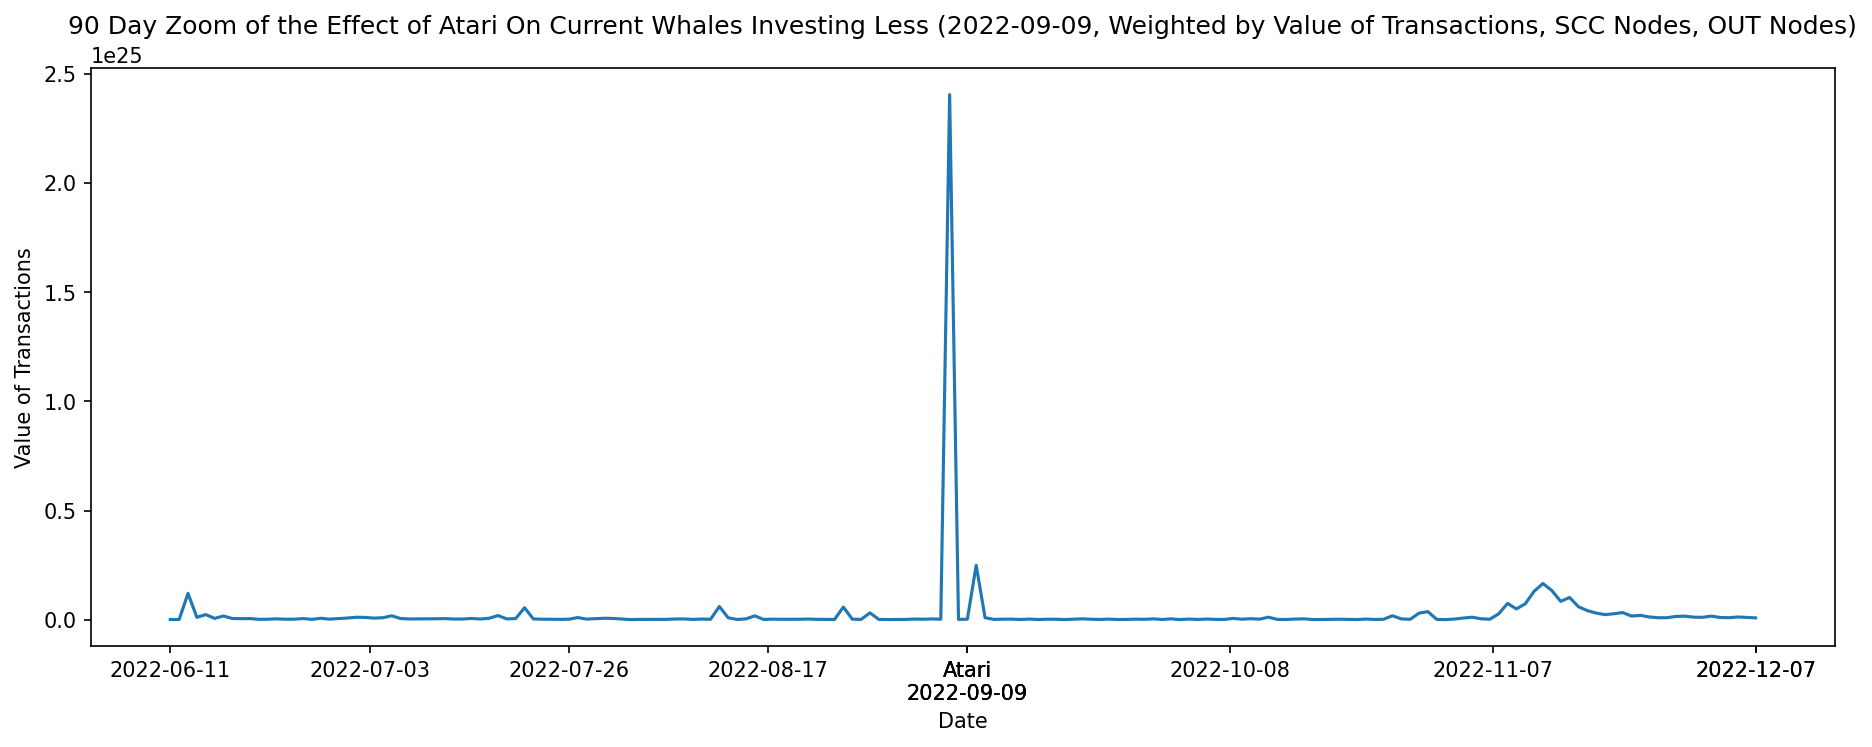 90 Day Zoom of the Effect of Atari On Current Whales Investing Less (2022-09-09, Weighted by Value of Transactions, SCC Nodes, OUT Nodes)
1e25
2.5
2.0
1.5
1.0
0.5
0.0
Value of Transactions
2022-06-11 2022-07-03 2022-07-26 2022-08-17 Atari 2022-10-08 2022-11-07 2022-12-07
2022-09-09
Date